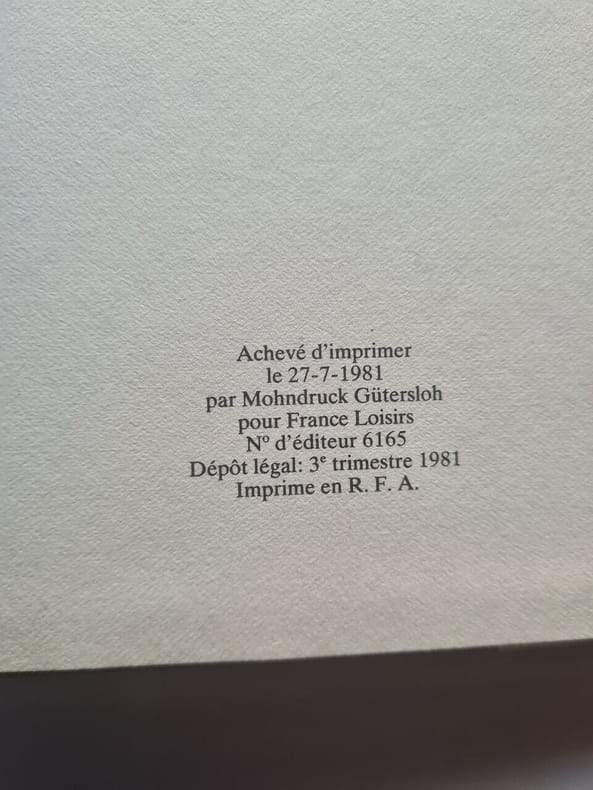 Achevé d'imprimer
le 27-7-1981
par Mohndruck Gütersloh
pour France Loisirs
Nº d'éditeur 6165
Dépôt légal: 3e trimestre 1981
Imprime en R. F. A.